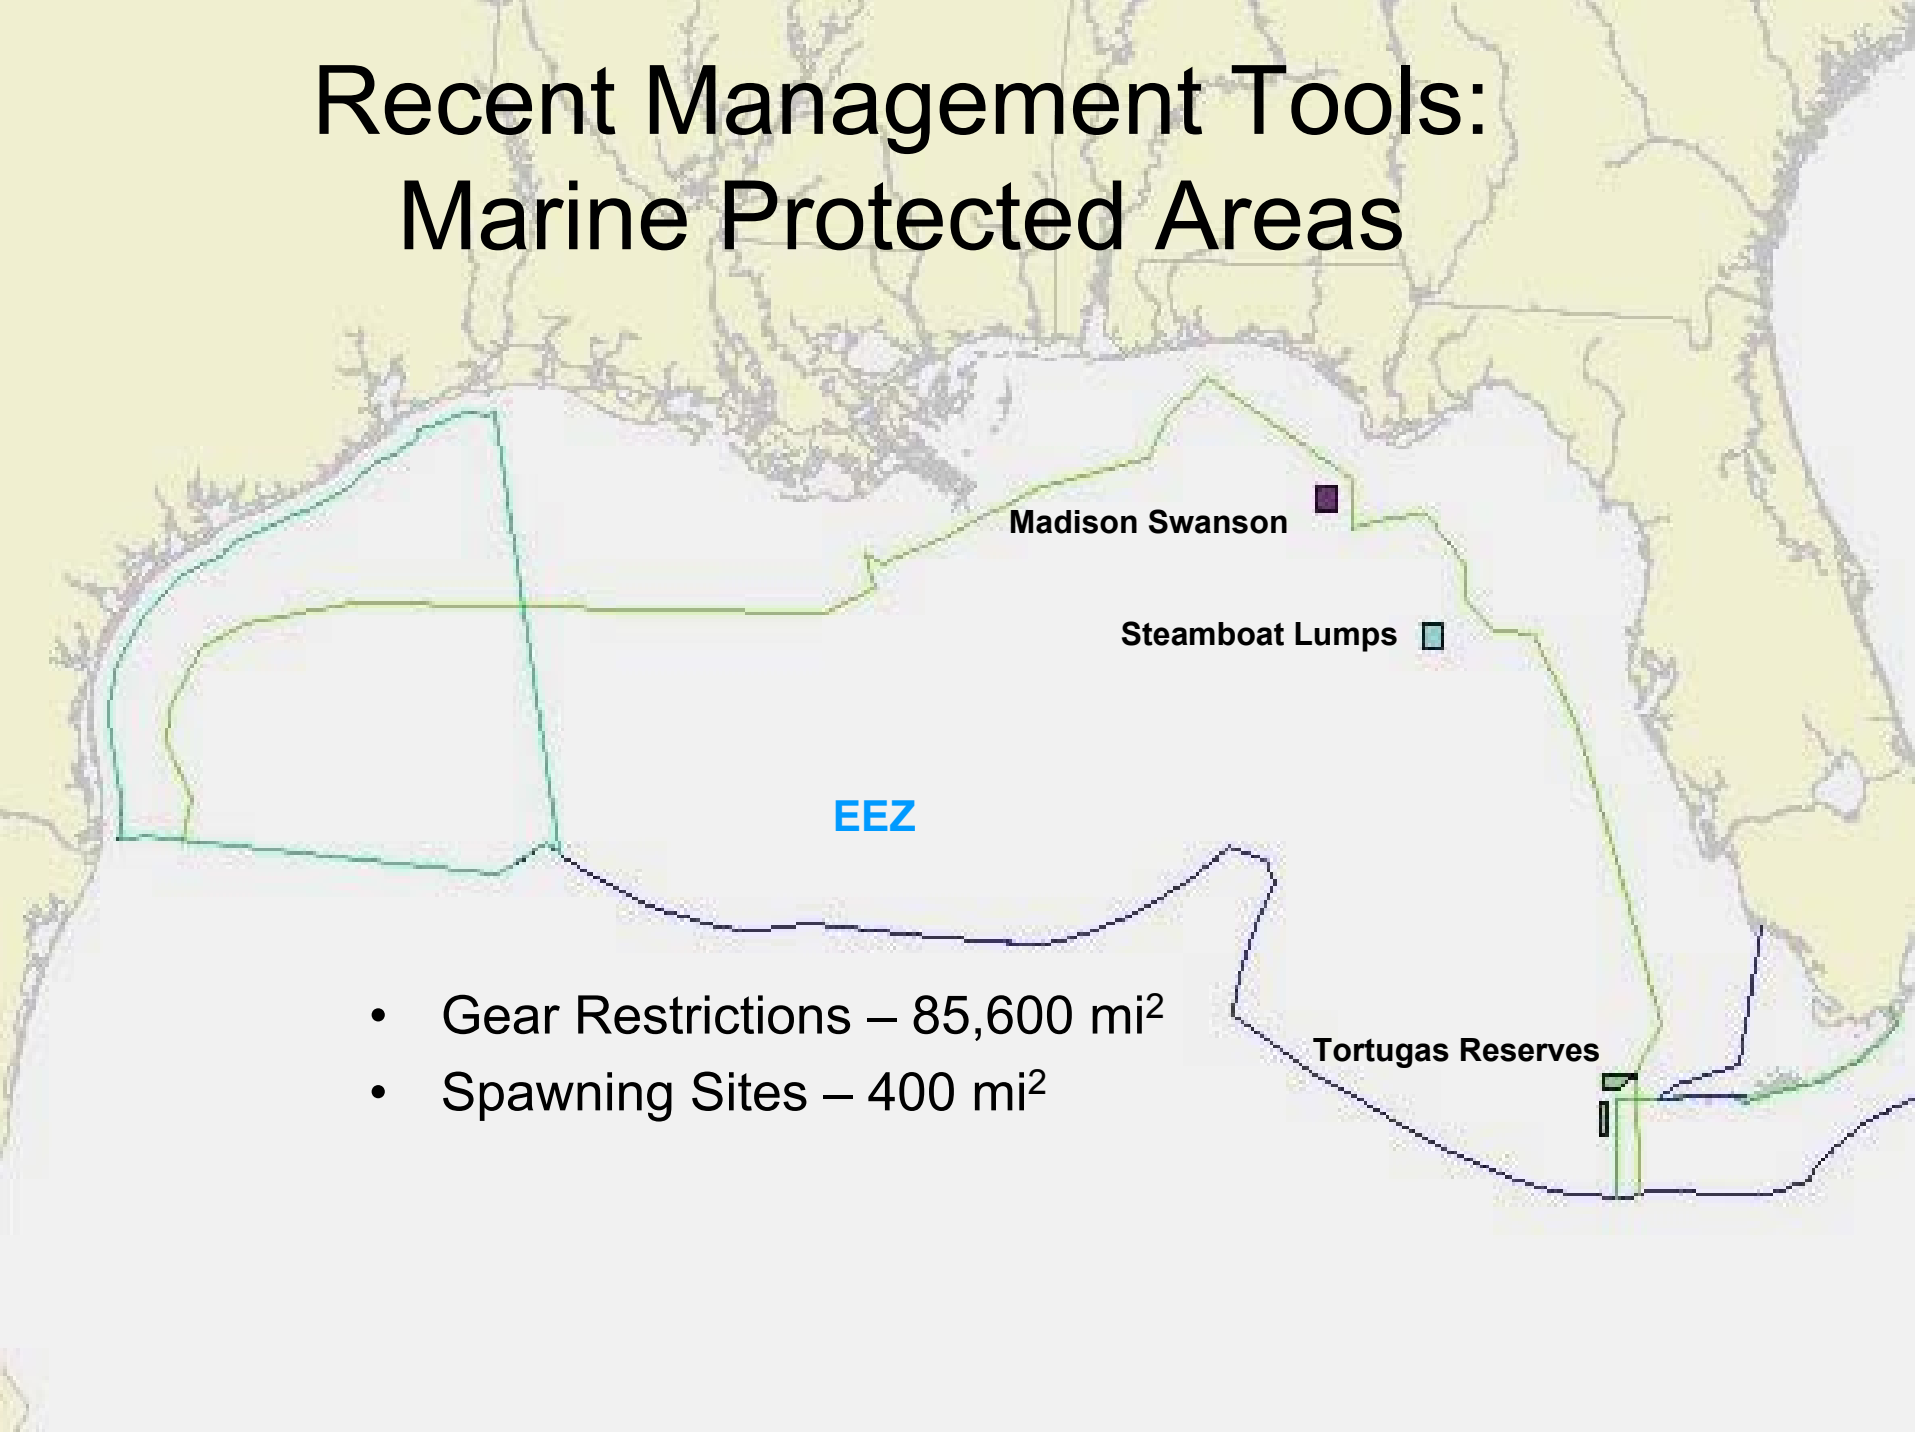 Recent Management Tools:
Marine Protected Areas
Madison Swanson
Steamboat Lumps
EEZ
• Gear Restrictions – 85,600 mi²
Tortugas Reserves
• Spawning Sites – 400 mi²